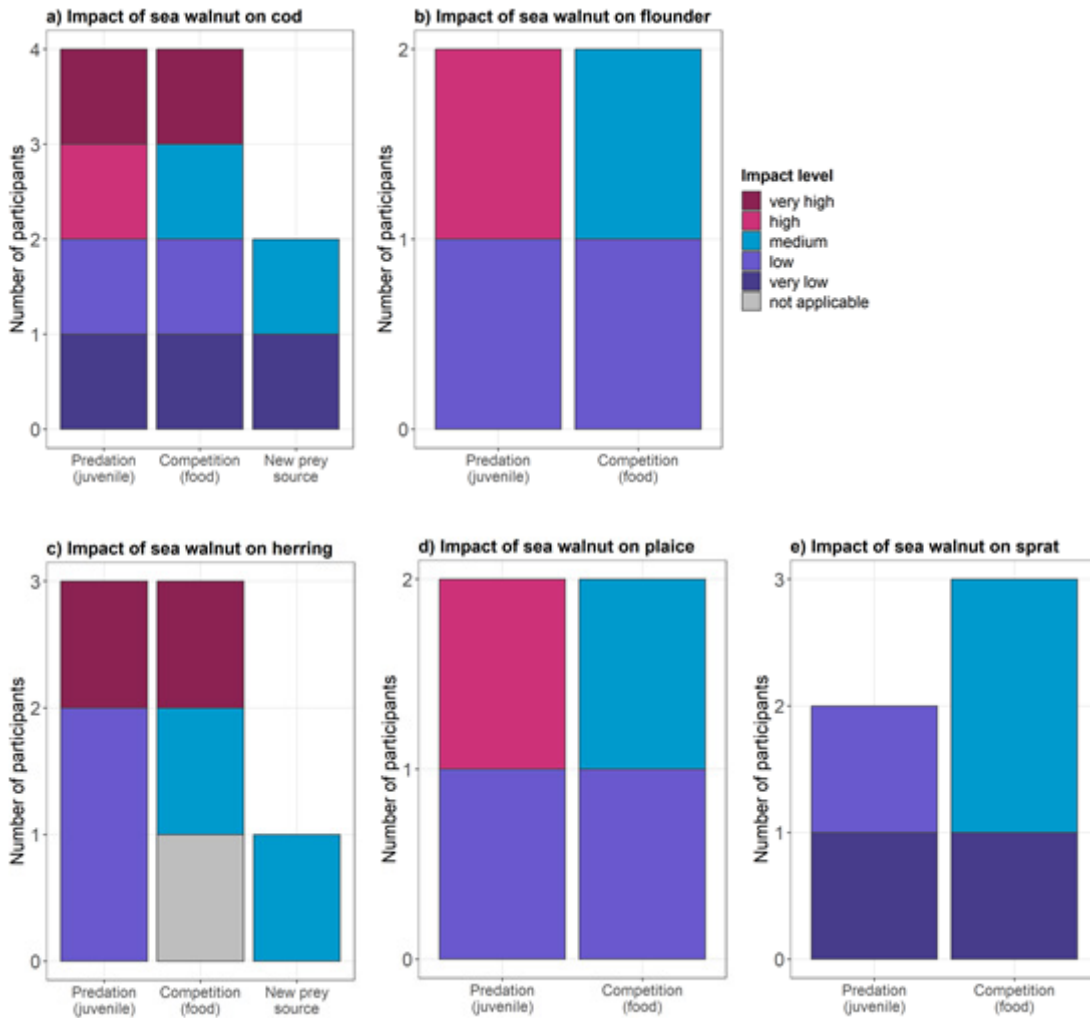 a) Impact of sea walnut on cod
Number of participants
4
3
2
1
0
Predation
(juvenile)
Competition
(food)
New prey
source
b) Impact of sea walnut on flounder
Number of participants
2
1
0
Predation
(juvenile)
Competition
(food)
Impact level
very high
high
medium
low
very low
not applicable
c) Impact of sea walnut on herring
Number of participants
3
2
1
0
Predation
(juvenile)
Competition
(food)
New prey
source
d) Impact of sea walnut on plaice
Number of participants
2
1
0
Predation
(juvenile)
Competition
(food)
e) Impact of sea walnut on sprat
Number of participants
3
2
1
0
Predation
(juvenile)
Competition
(food)